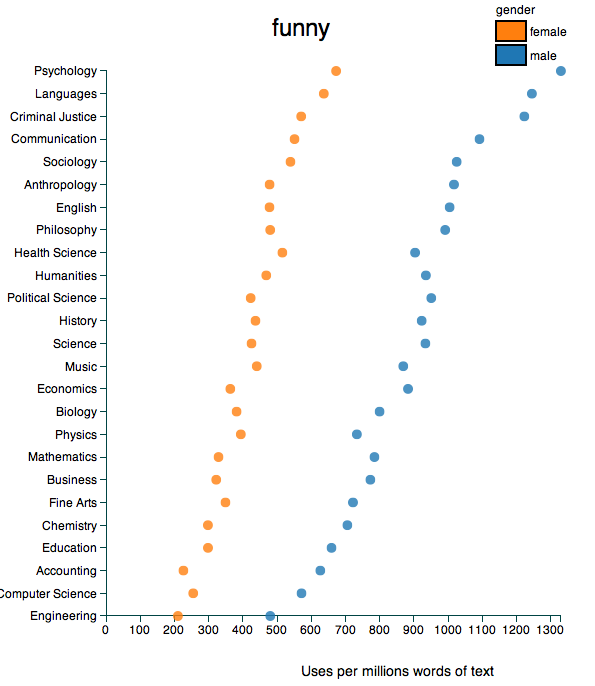 gender
funny
female
male
Psychology
Languages
Criminal Justice
Communication
Sociology
Anthropology
English
Philosophy
Health Science
Humanities
Political Science
History
Science
Music
Economics
Biology
Physics
Mathematics
Business
Fine Arts
Chemistry
Education
Accounting
Computer Science
Engineering
0 100 200 300 400 500 600 700 800 900 1000 1100 1200 1300
Uses per millions words of text